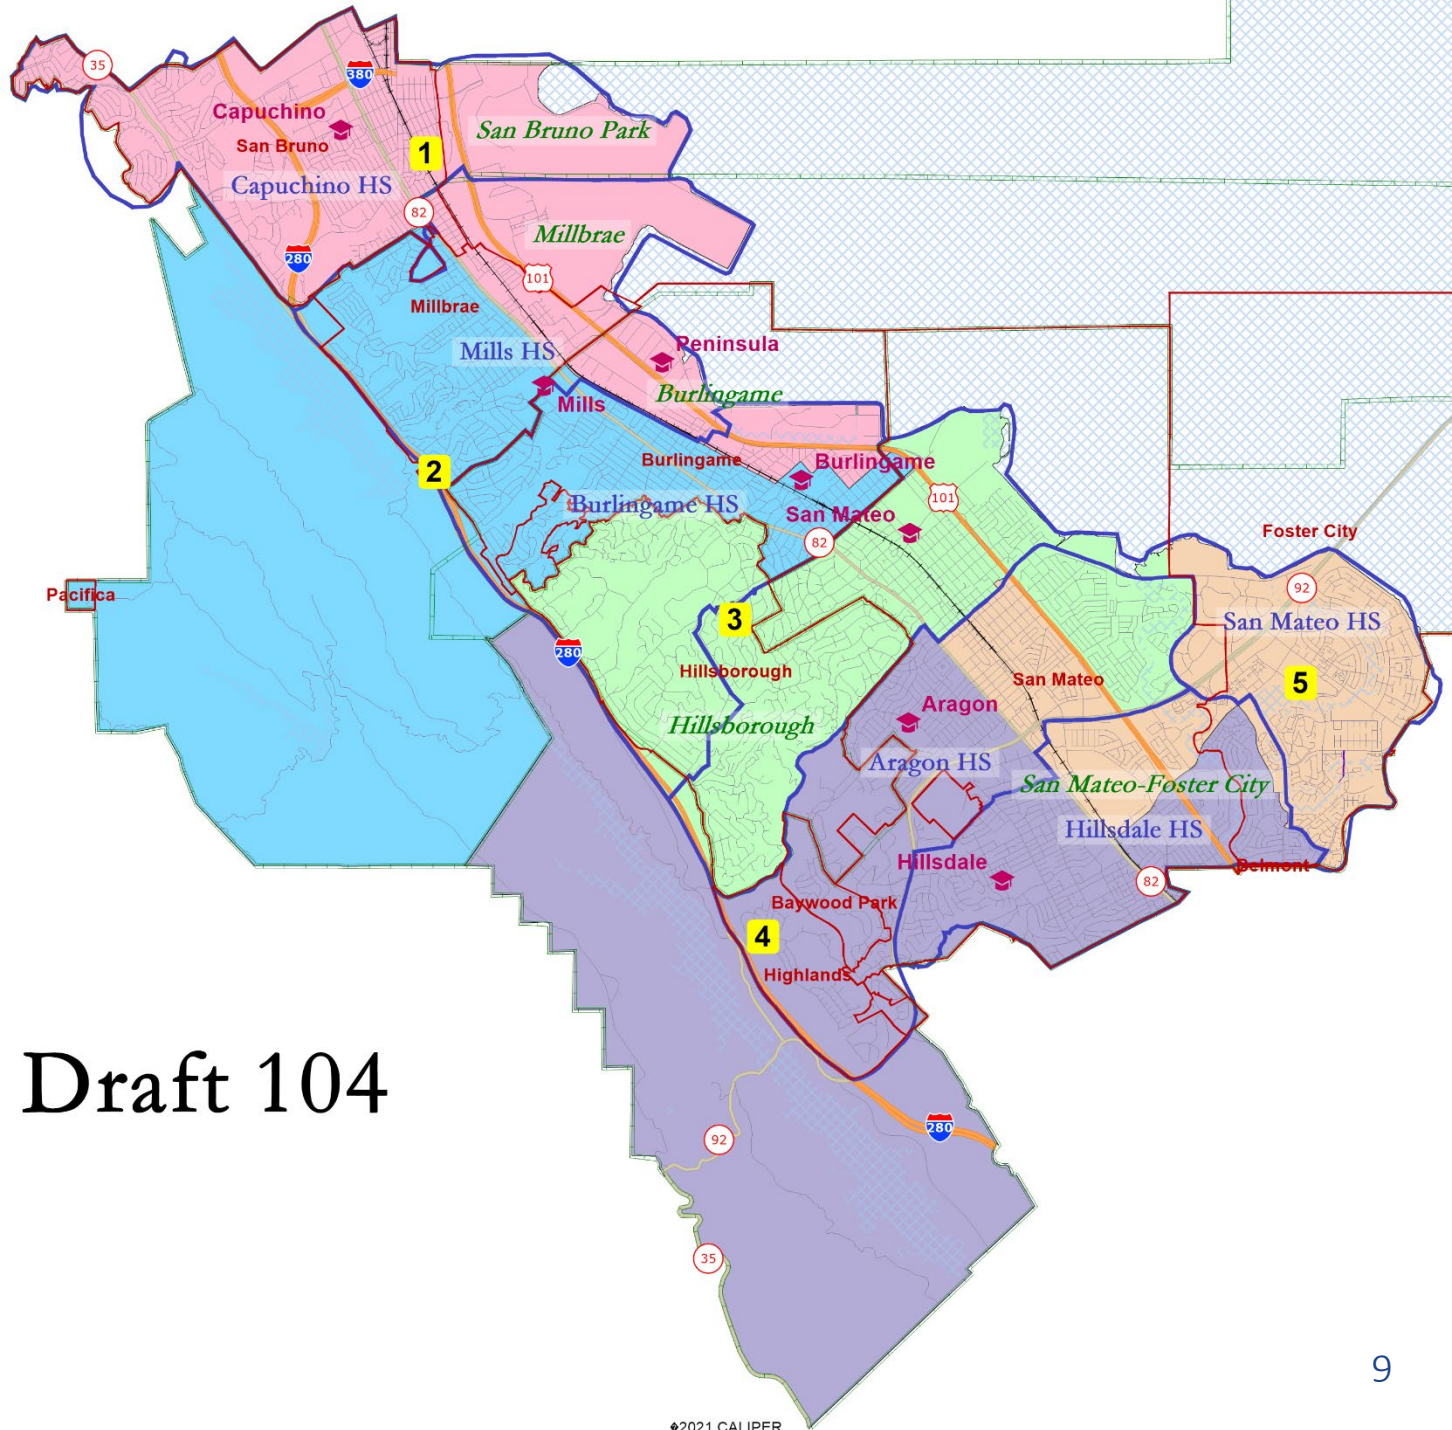 35
380
Capuchino
San Bruno
San Bruno Park
1
Capuchino HS
82
Millbrae
280
101
Millbrae
Peninsula
Mills HS
Burlingame
Mills
Burlingame
Burlingame
2
101
Burlingame HS
San Mateo
82
Foster City
Pacifica
92
3
San Mateo HS
280
Hillsborough
San Mateo
5
Aragon
Hillsborough
Aragon HS
San Mateo-Foster City
Hillsdale HS
Hillsdale
Belmont
82
Baywood Park
4
Highlands
Draft 104
280
92
35
9
�2021 CALIPER